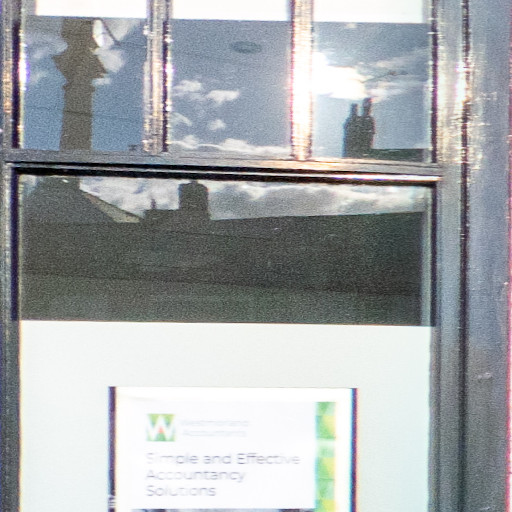 W Westmorland
Accountants
Simple and Effective
Accountancy
Solutions